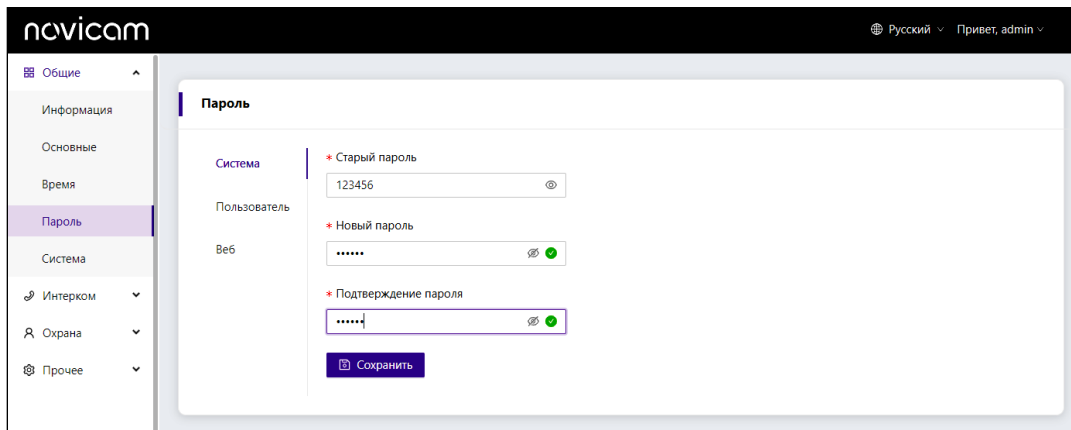 novicam
Русский
Привет, admin
Общие
Информация
Основные
Время
Пароль
Система
Интерком
Охрана
Прочее
Пароль
Система
Пользователь
Веб
* Старый пароль
123456
* Новый пароль
••••••
* Подтверждение пароля
••••••
Сохранить